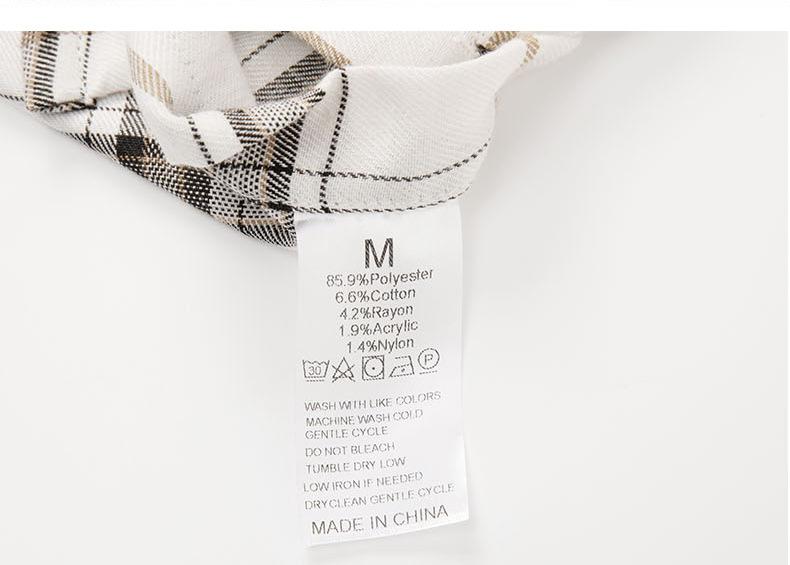 M
85.9%Polyester
6.6%Cotton
4.2%Rayon
1.9%Acrylic
1.4%Nylon
30 P
WASH WITH LIKE COLORS
MACHINE WASH COLD
GENTLE CYCLE
DO NOT BLEACH
TUMBLE DRY LOW
LOW IRON IF NEEDED
DRYCLEAN GENTLE CYCLE
MADE IN CHINA